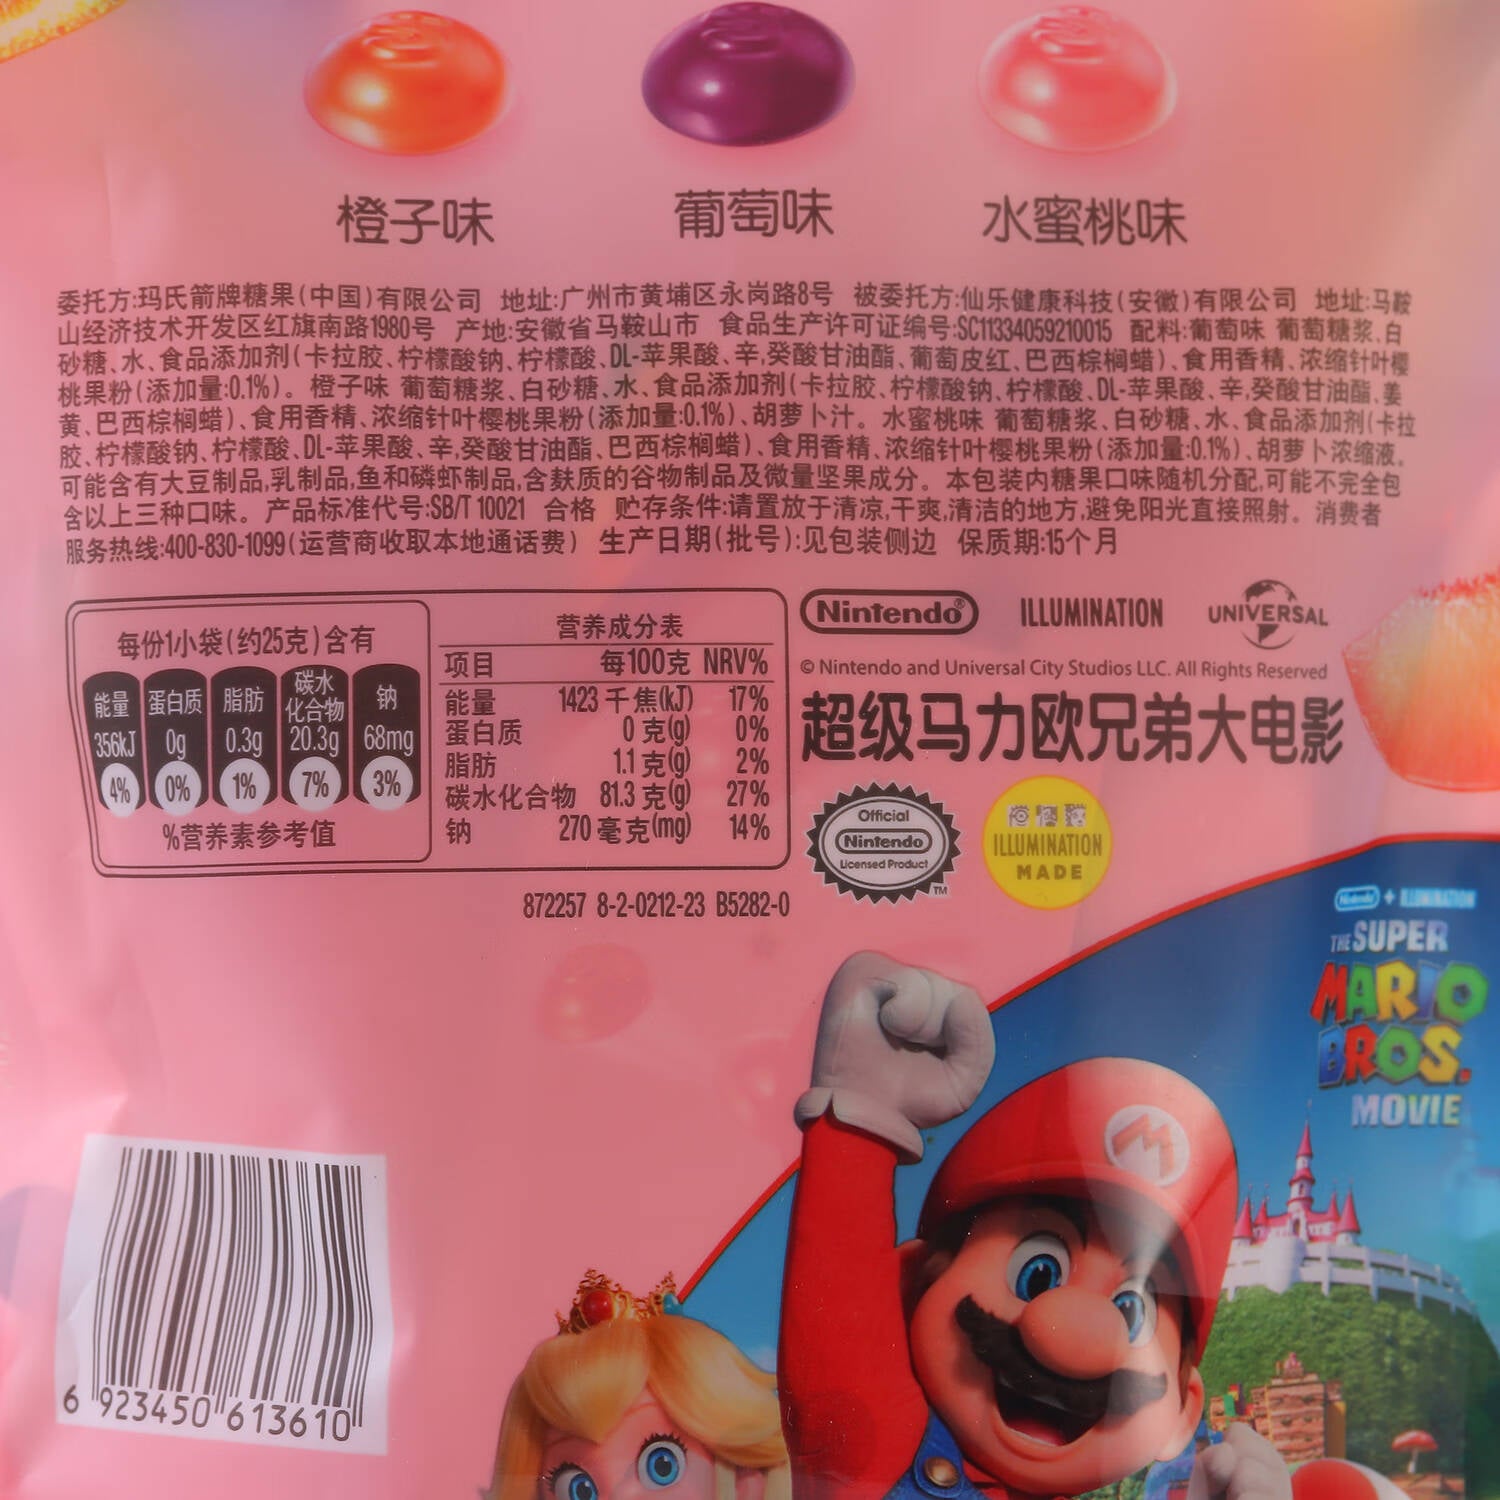 橙子味 葡萄味 水蜜桃味
委托方:玛氏箭牌糖果(中国)有限公司 地址:广州市黄埔区永岗路8号 被委托方:仙乐健康科技(安徽)有限公司 地址:马鞍
山经济技术开发区红旗南路1980号 产地:安徽省马鞍山市 食品生产许可证编号:SC11334059210015 配料:葡萄味 葡萄糖浆、白
砂糖、水、食品添加剂(卡拉胶、柠檬酸钠、柠檬酸、DL-苹果酸、辛,癸酸甘油酯、葡萄皮红、巴西棕榈蜡)、食用香精、浓缩针叶樱
桃果粉(添加量:0.1%)。橙子味 葡萄糖浆、白砂糖、水、食品添加剂(卡拉胶、柠檬酸钠、柠檬酸、DL-苹果酸、辛,癸酸甘油酯、姜
黄、巴西棕榈蜡)、食用香精、浓缩针叶樱桃果粉(添加量:0.1%)、胡萝卜汁。水蜜桃味 葡萄糖浆、白砂糖、水、食品添加剂(卡拉
胶、柠檬酸钠、柠檬酸、DL-苹果酸、辛,癸酸甘油酯、巴西棕榈蜡)、食用香精、浓缩针叶樱桃果粉(添加量:0.1%)、胡萝卜浓缩液。
可能含有大豆制品,乳制品,鱼和磷虾制品,含麸质的谷物制品及微量坚果成分。本包装内糖果口味随机分配,可能不完全包
含以上三种口味。产品标准代号:SB/T 10021 合格 贮存条件:请置放于清凉,干爽,清洁的地方,避免阳光直接照射。消费者
服务热线:400-830-1099(运营商收取本地通话费) 生产日期(批号):见包装侧边 保质期:15个月
每份1小袋(约25克)含有
能量 蛋白质 脂肪 碳水化合物 钠
356kJ 0g 0.3g 20.3g 68mg
4% 0% 1% 7% 3%
%营养素参考值
营养成分表
项目 每100克 NRV%
能量 1423 千焦(kJ) 17%
蛋白质 0 克(g) 0%
脂肪 1.1 克(g) 2%
碳水化合物 81.3 克(g) 27%
钠 270 毫克(mg) 14%
872257 8-2-0212-23 B5282-0
Nintendo® ILLUMINATION UNIVERSAL
© Nintendo and Universal City Studios LLC. All Rights Reserved
超级马力欧兄弟大电影
Official
Nintendo
Licensed Product
TM
ILLUMINATION
MADE
Nintendo + ILLUMINATION
THE SUPER
MARIO
BROS.
MOVIE
M
6 923450 613610